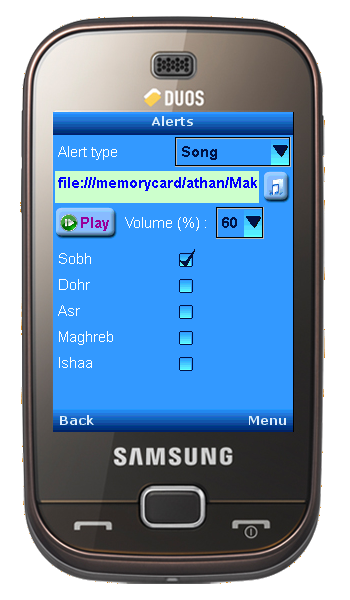 DUOS
Alerts
Alert type Song
file:///memorycard/athan/Mak
Play Volume (%) : 60
Sobh
Dohr
Asr
Maghreb
Ishaa
Back Menu
SAMSUNG